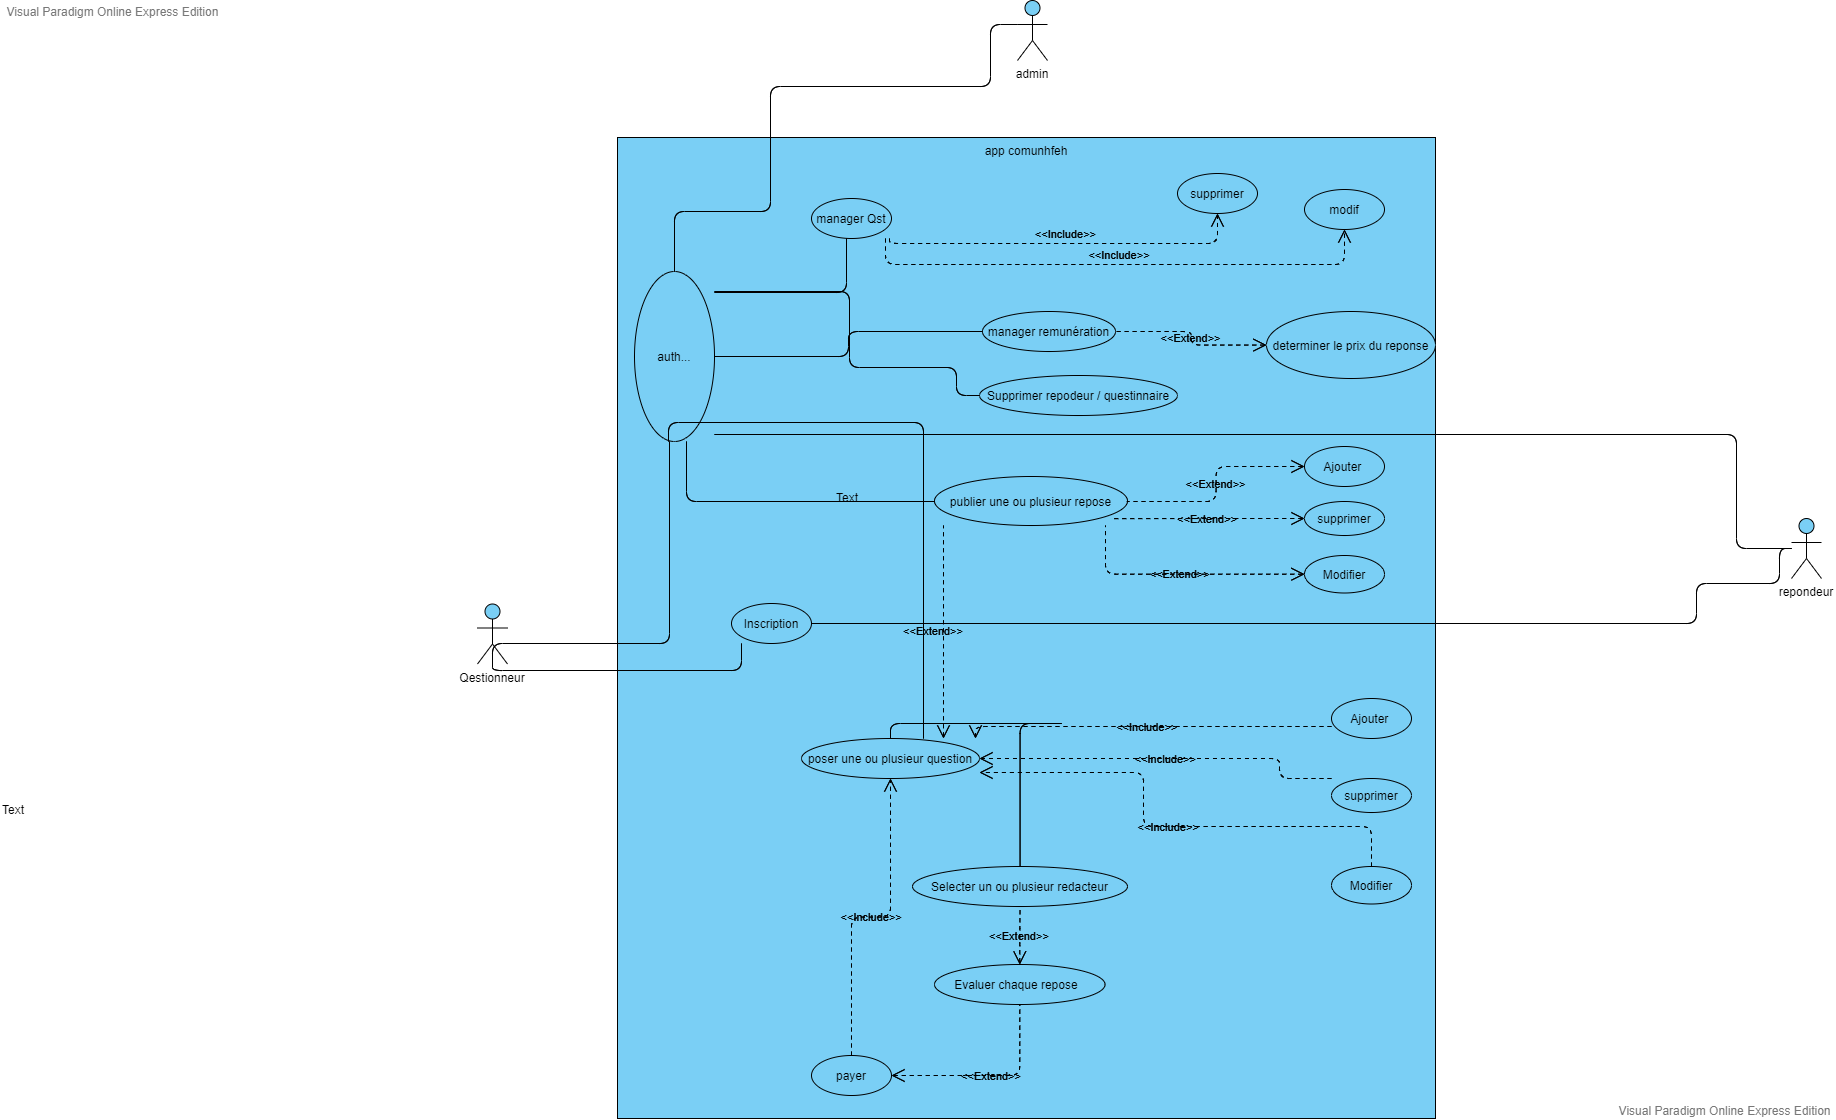 Visual Paradigm Online Express Edition
admin
app comunhfeh
supprimer
modif
manager Qst
<<Include>>
<<Include>>
manager remunération
<<Extend>>
determiner le prix du reponse
auth...
Supprimer repodeur / questinnaire
Ajouter
<<Extend>>
Text
publier une ou plusieur repose
<<Extend>>
supprimer
<<Extend>>
Modifier
repondeur
Inscription
<<Extend>>
Qestionneur
Ajouter
<<Include>>
poser une ou plusieur question
<<Include>>
supprimer
Text
<<Include>>
Selecter un ou plusieur redacteur
Modifier
<<Include>>
<<Extend>>
Evaluer chaque repose
payer
<<Extend>>
Visual Paradigm Online Express Edition